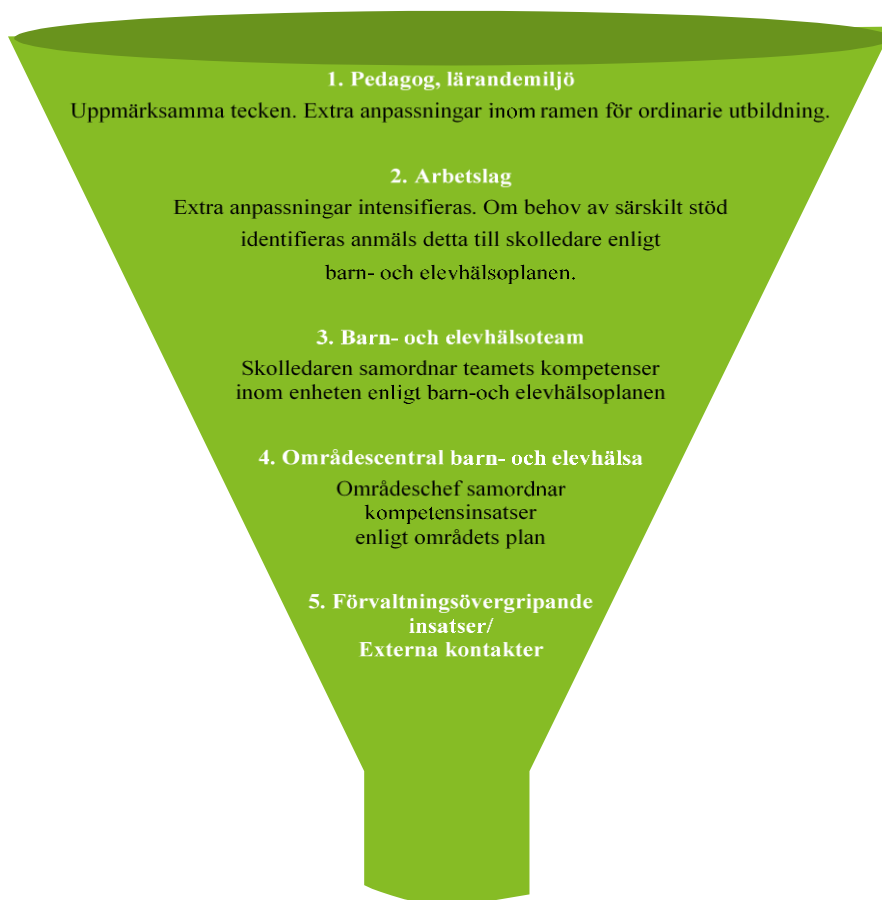 1. Pedagog, lärandemiljö
Uppmärksamma tecken. Extra anpassningar inom ramen för ordinarie utbildning.
2. Arbetslag
Extra anpassningar intensifieras. Om behov av särskilt stöd
identifieras anmäls detta till skolledare enligt
barn- och elevhälsoplanen.
3. Barn- och elevhälsoteam
Skolledaren samordnar teamets kompetenser
inom enheten enligt barn-och elevhälsoplanen
4. Områdescentral barn- och elevhälsa
Områdeschef samordnar
kompetensinsatser
enligt områdets plan
5. Förvaltningsövergripande
insatser/
Externa kontakter